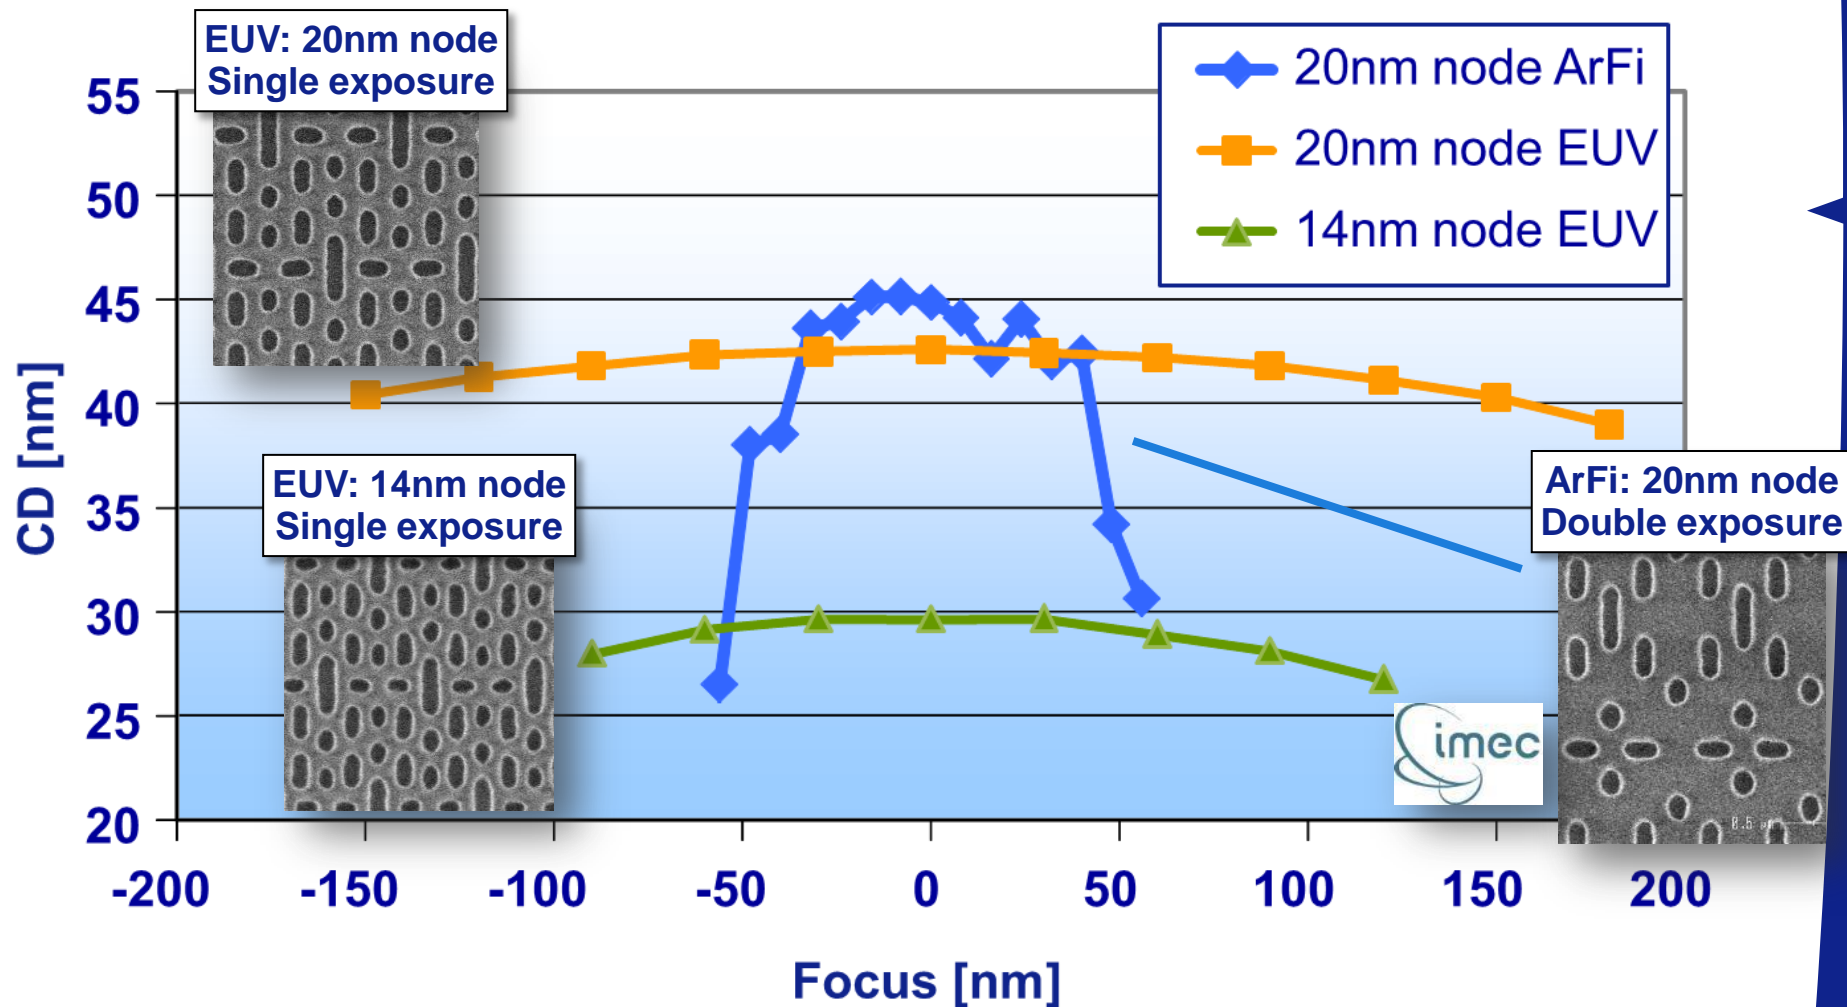 EUV: 20nm node
Single exposure
20nm node ArFi
20nm node EUV
14nm node EUV
55
50
45
40
35
30
25
20
CD [nm]
EUV: 14nm node
Single exposure
ArFi: 20nm node
Double exposure
imec
-200 -150 -100 -50 0 50 100 150 200
Focus [nm]